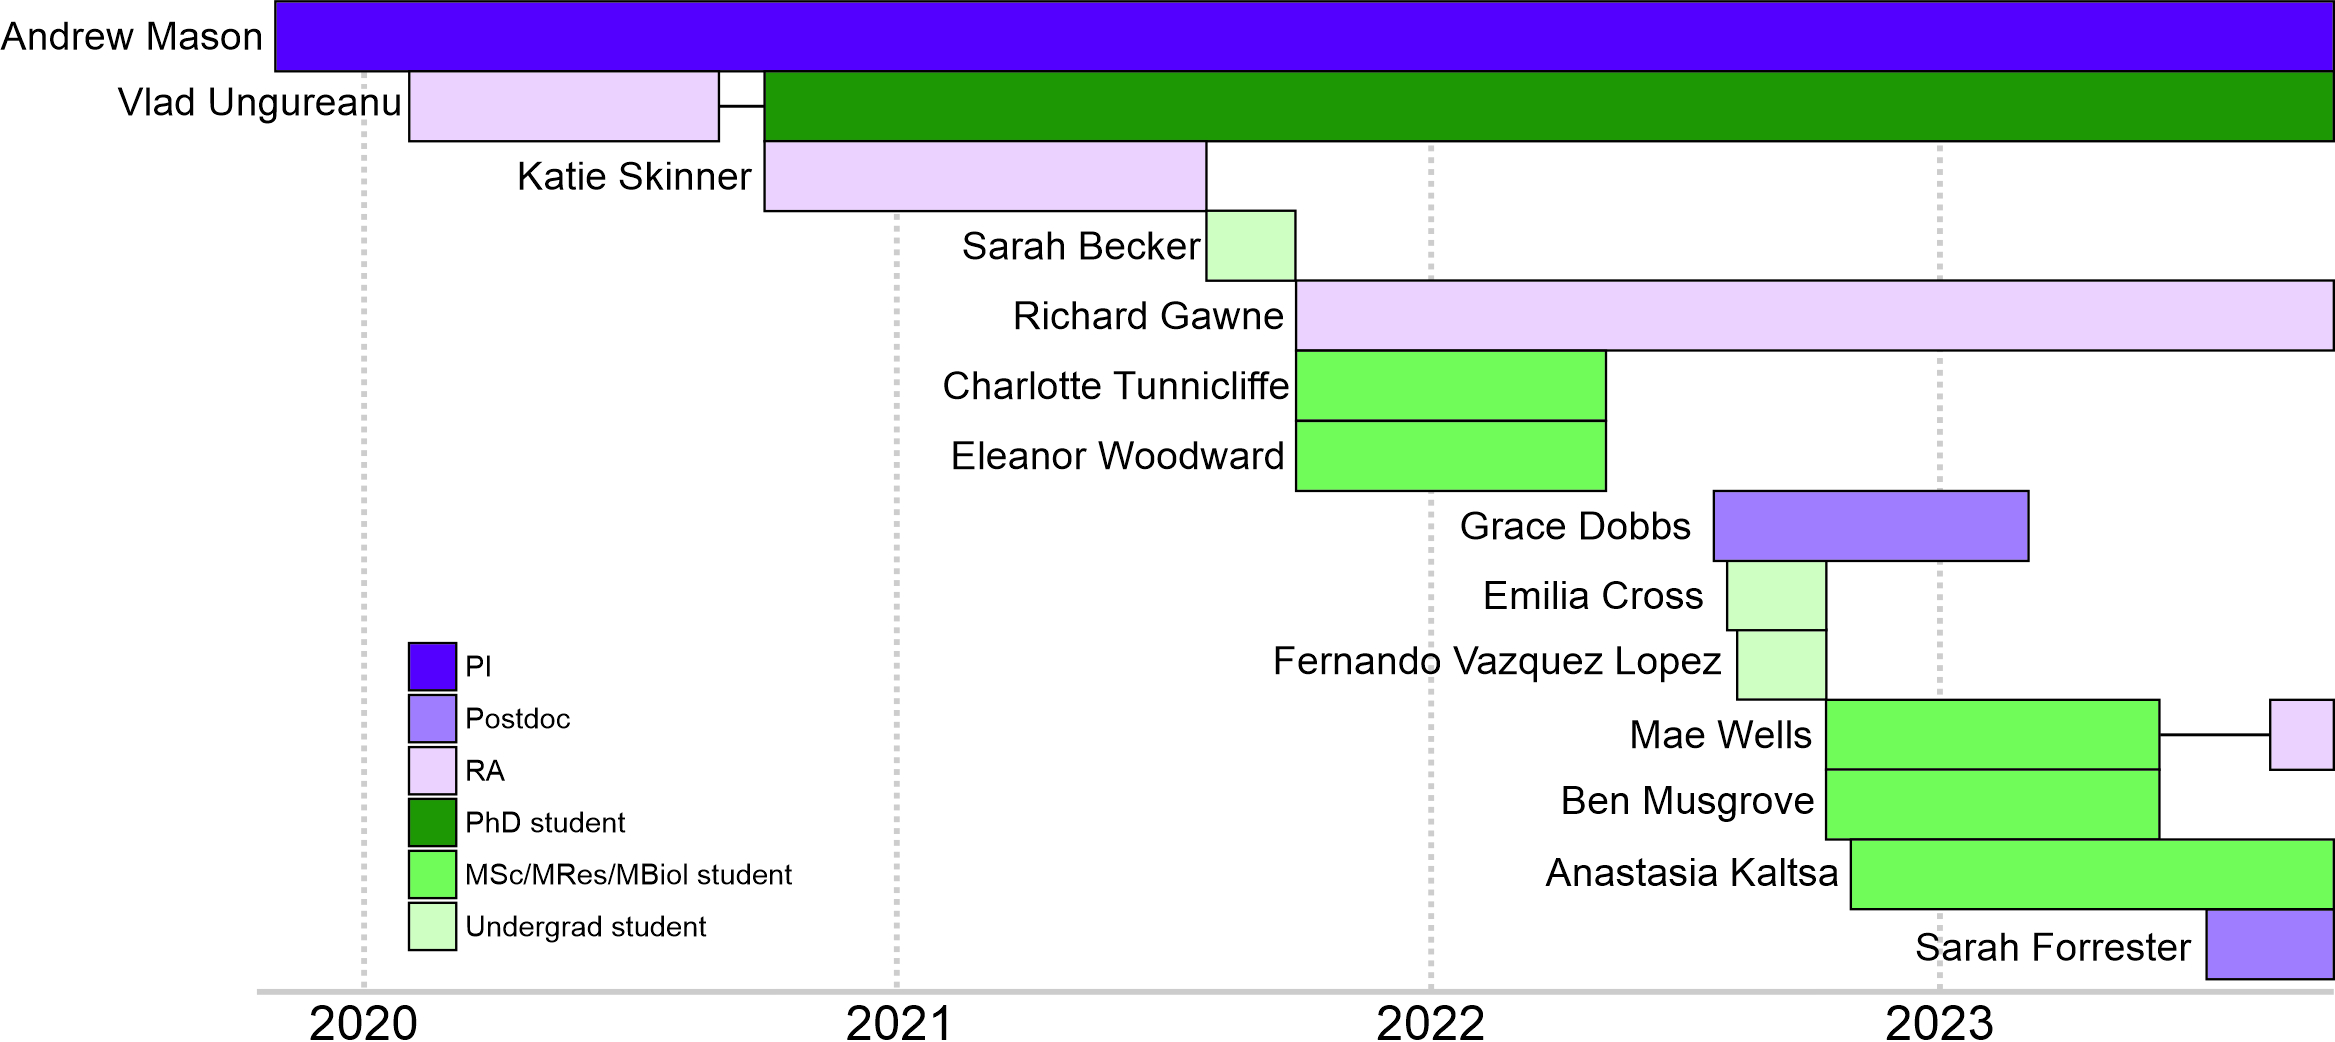 Andrew Mason
Vlad Ungureanu
Katie Skinner
Sarah Becker
Richard Gawne
Charlotte Tunnicliffe
Eleanor Woodward
Grace Dobbs
Emilia Cross
Fernando Vazquez Lopez
Mae Wells
Ben Musgrove
Anastasia Kaltsa
Sarah Forrester
PI
Postdoc
RA
PhD student
MSc/MRes/MBiol student
Undergrad student
2020 2021 2022 2023